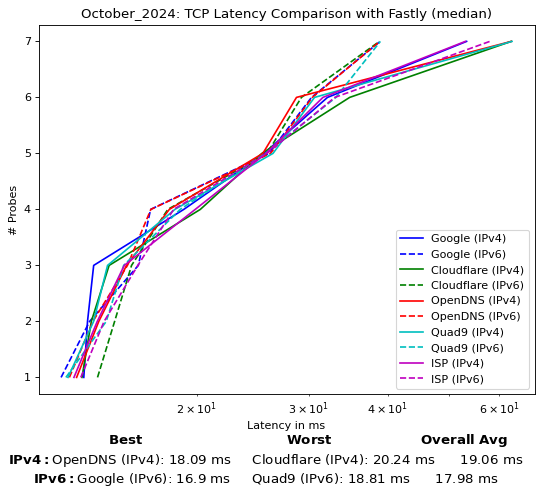 October_2024: TCP Latency Comparison with Fastly (median)
# Probes
7
6
5
4
3
2
1
Google (IPv4)
Google (IPv6)
Cloudflare (IPv4)
Cloudflare (IPv6)
OpenDNS (IPv4)
OpenDNS (IPv6)
Quad9 (IPv4)
Quad9 (IPv6)
ISP (IPv4)
ISP (IPv6)
2 × 10¹ 3 × 10¹ 4 × 10¹ 6 × 10¹
Latency in ms
Best Worst Overall Avg
IPv4: OpenDNS (IPv4): 18.09 ms Cloudflare (IPv4): 20.24 ms 19.06 ms
IPv6: Google (IPv6): 16.9 ms Quad9 (IPv6): 18.81 ms 17.98 ms